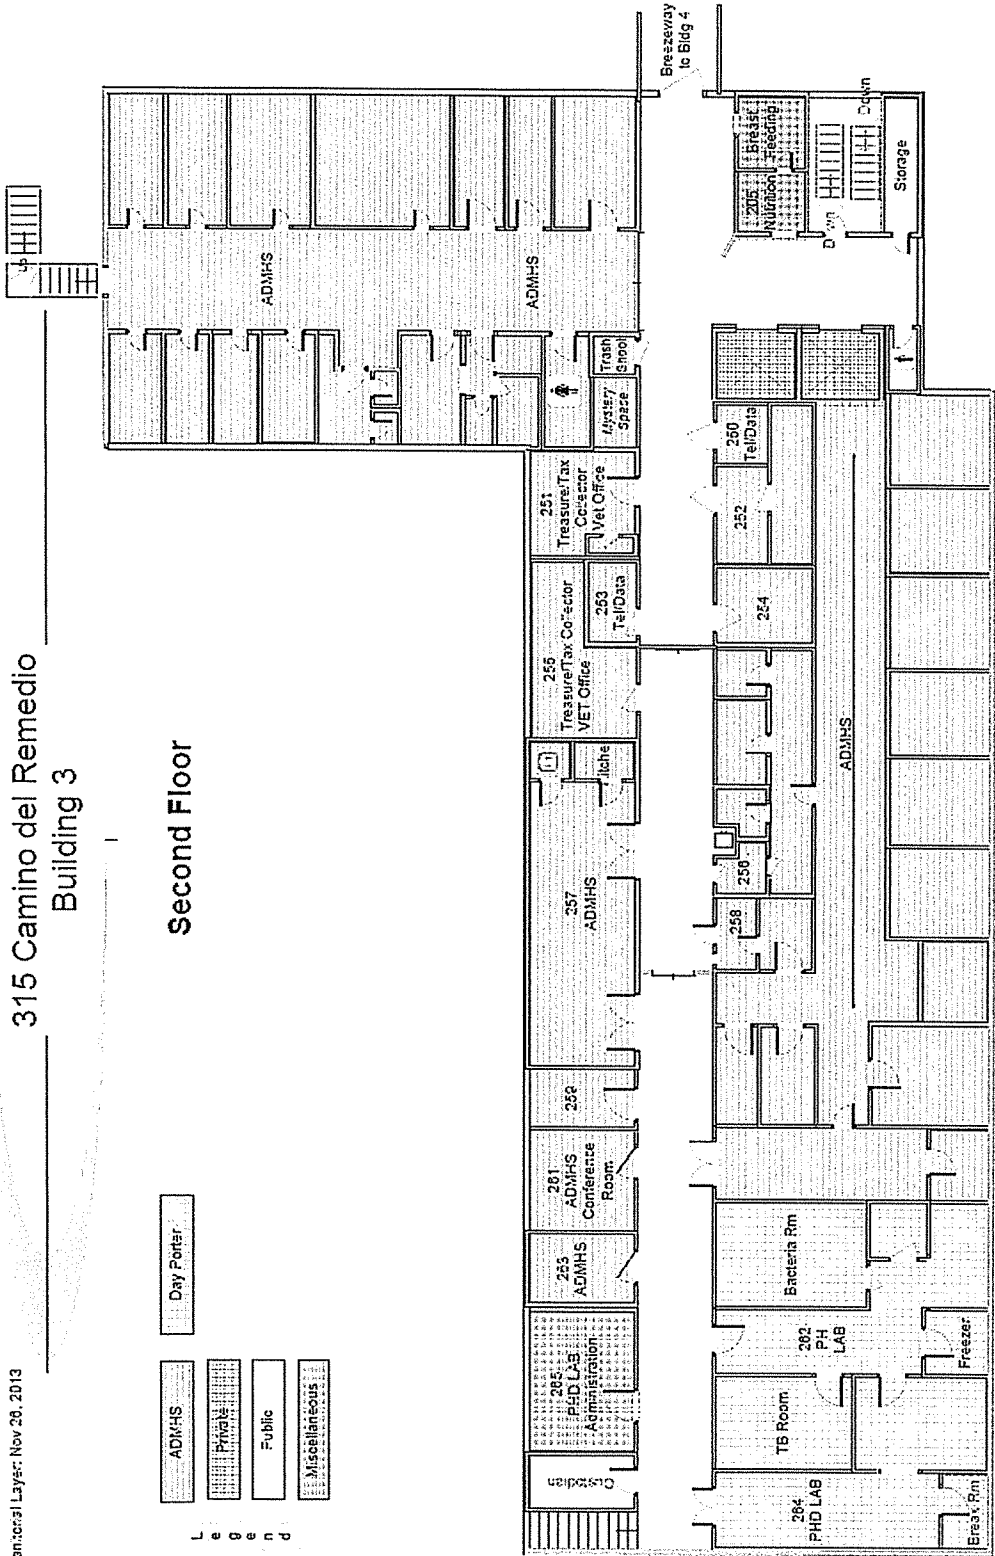 315 Camino del Remedio
Building 3
Second Floor
Layer: Nov 26, 2013
Legend
ADMHS
Private
Public
Miscellaneous
Day Porter
Up
ADMHS
ADMHS
Breezeway
to Bldg 4
Breast
Feeding
205
Nutrition
Down
Storage
Trash
Mystery
Space
251
Treasure/Tax
Collector
Vet Office
253
Tel/Data
255
Treasure/Tax Collector
VET Office
257
ADMHS
259
261
ADMHS
Conference
Room
263
ADMHS
265
PHD LAB
Administration
Custodian
250
Tel/Data
252
254
256
258
ADMHS
Bacteria Rm
262
PH
LAB
Freezer
TB Room
264
PHD LAB
Break Rm